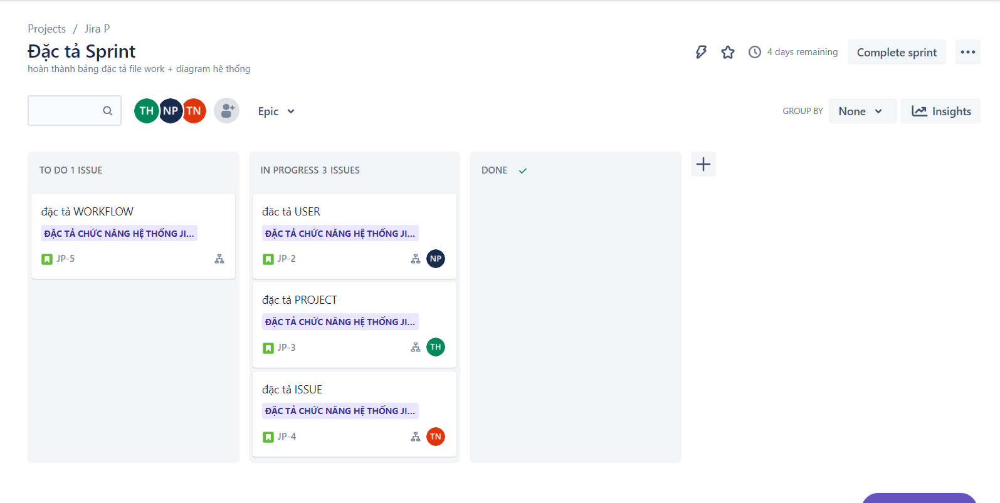 Projects / Jira P
Đặc tả Sprint
hoàn thành bảng đặc tả file work + diagram hệ thống
4 days remaining
Complete sprint
TH NP TN
Epic
GROUP BY
None
Insights
TO DO 1 ISSUE
đặc tả WORKFLOW
ĐẶC TẢ CHỨC NĂNG HỆ THỐNG JI...
JP-5
IN PROGRESS 3 ISSUES
đăc tả USER
ĐẶC TẢ CHỨC NĂNG HỆ THỐNG JI...
JP-2
NP
đặc tả PROJECT
ĐẶC TẢ CHỨC NĂNG HỆ THỐNG JI...
JP-3
TH
đặc tả ISSUE
ĐẶC TẢ CHỨC NĂNG HỆ THỐNG JI...
JP-4
TN
DONE